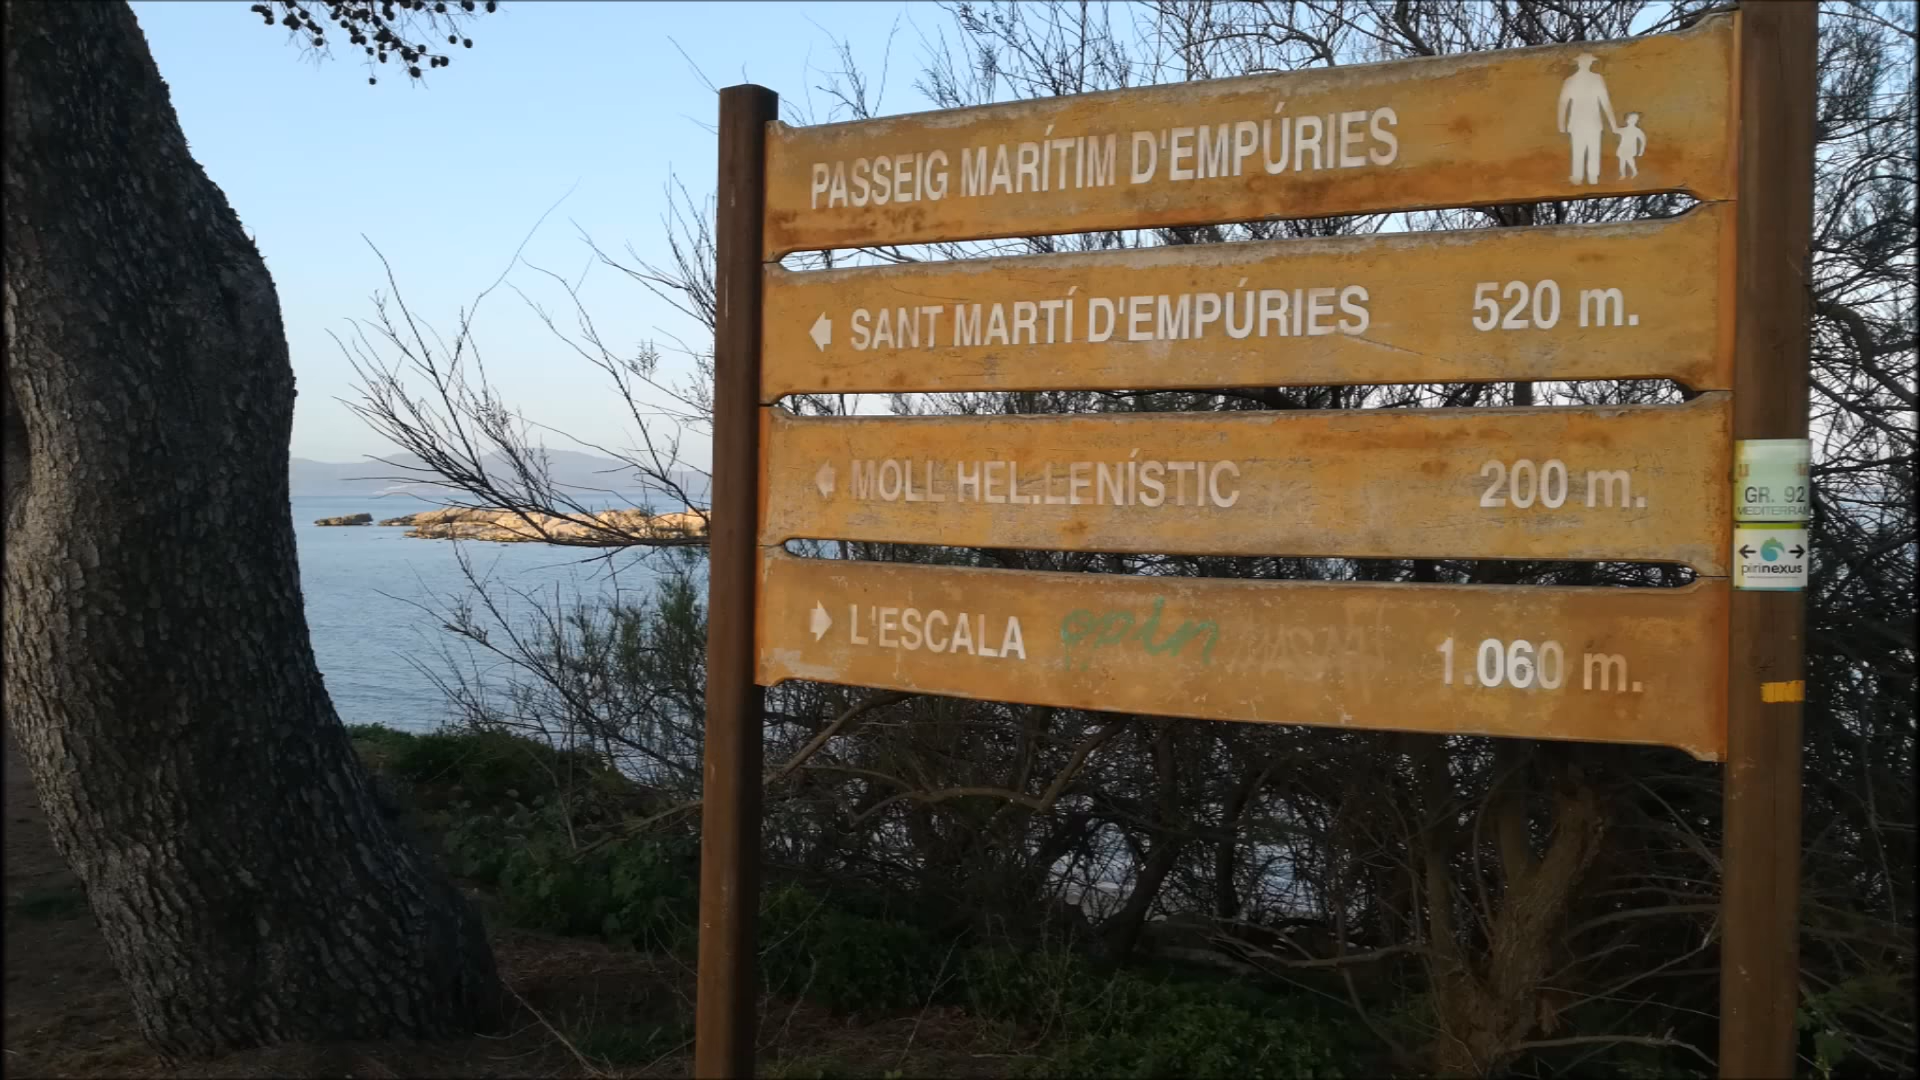 PASSEIG MARÍTIM D'EMPÚRIES
SANT MARTÍ D'EMPÚRIES 520 m.
MOLL HEL.LENÍSTIC 200 m.
L'ESCALA 1.060 m.
GR. 92
pirinexus